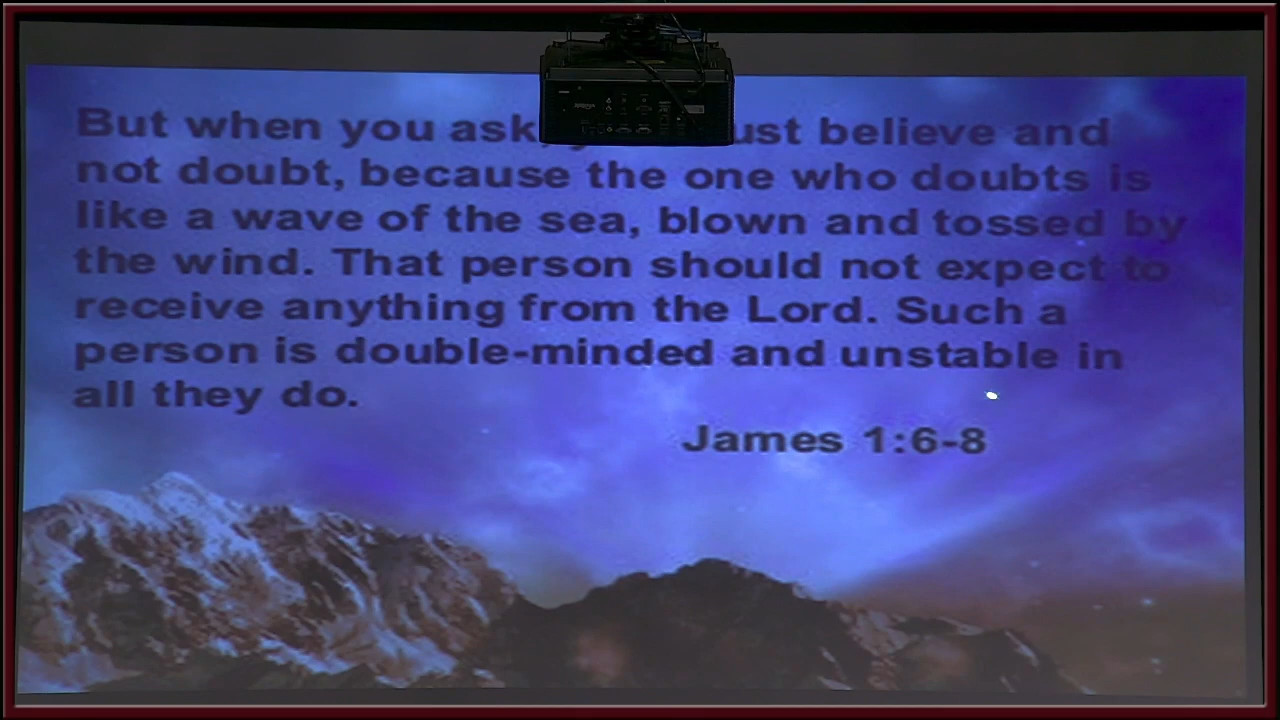 But when you ask, ust believe and
not doubt, because the one who doubts is
like a wave of the sea, blown and tossed by
the wind. That person should not expect to
receive anything from the Lord. Such a
person is double-minded and unstable in
all they do.
James 1:6-8